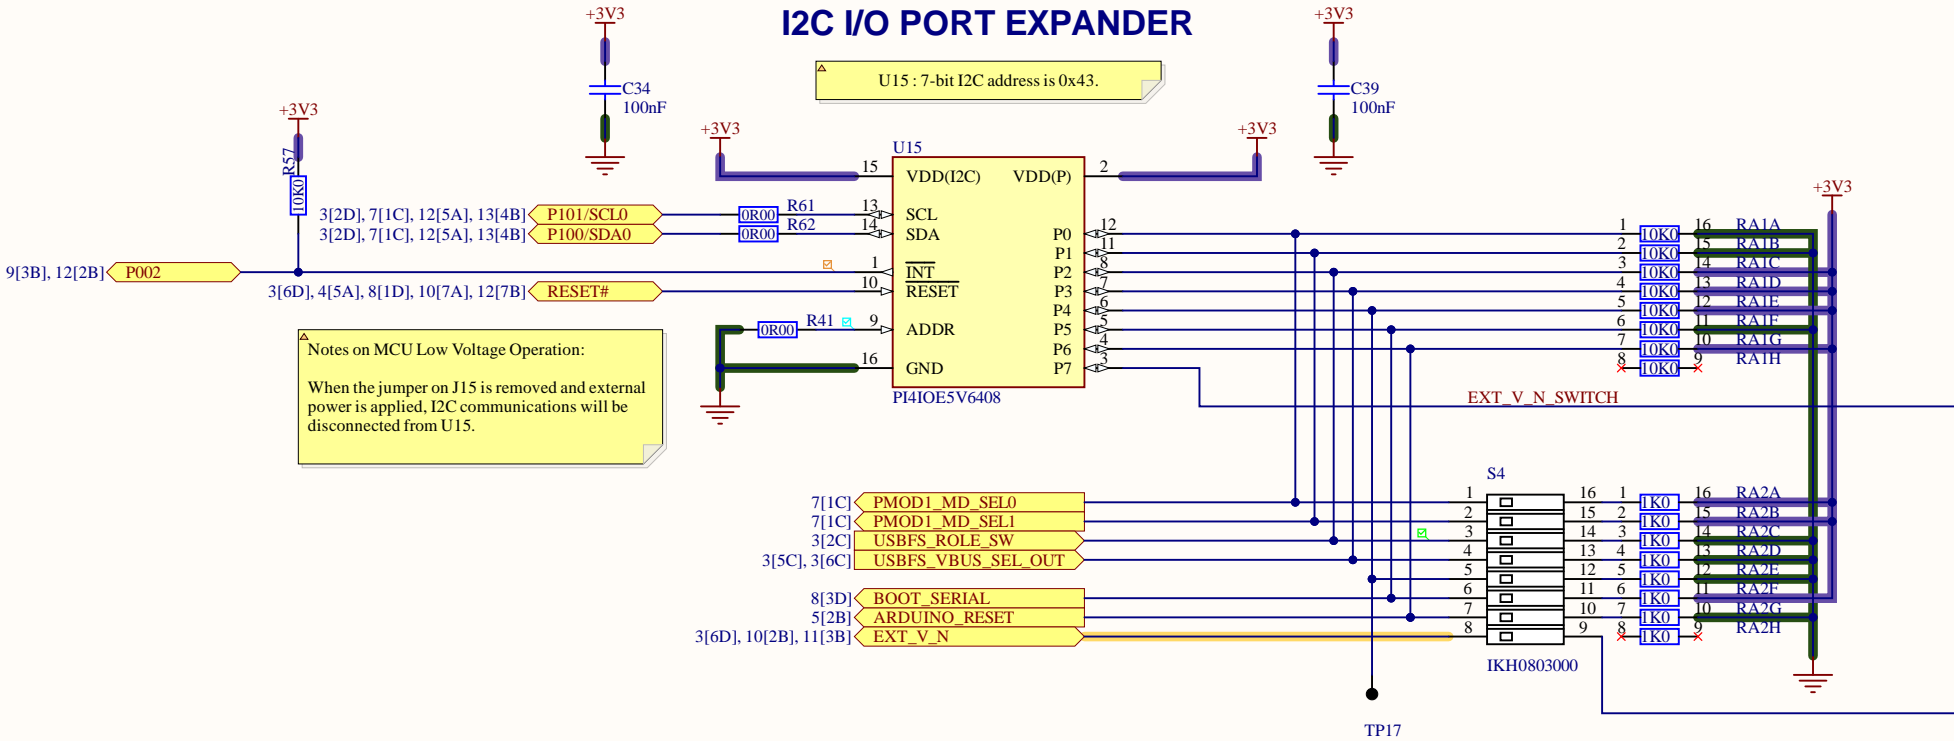 I2C I/O PORT EXPANDER
+3V3
C34
100nF
U15 : 7-bit I2C address is 0x43.
+3V3
C39
100nF
+3V3
R57
10K0
+3V3
+3V3
U15
15 VDD(I2C)
VDD(P) 2
3[2D], 7[1C], 12[5A], 13[4B] P101/SCL0 0R00 R61 13 SCL
3[2D], 7[1C], 12[5A], 13[4B] P100/SDA0 0R00 R62 14 SDA
9[3B], 12[2B] P002 1 INT
3[6D], 4[5A], 8[1D], 10[7A], 12[7B] RESET# 10 RESET
0R00 R41 9 ADDR
16 GND
PI4IOE5V6408
P0 12
P1 11
P2 8
P3 7
P4 6
P5 5
P6 4
P7 3
+3V3
1 10K0 16 RA1A
2 10K0 15 RA1B
3 10K0 14 RA1C
4 10K0 13 RA1D
5 10K0 12 RA1E
6 10K0 11 RA1F
7 10K0 10 RA1G
8 10K0 9 RA1H
EXT_V_N_SWITCH
Notes on MCU Low Voltage Operation:
When the jumper on J15 is removed and external
power is applied, I2C communications will be
disconnected from U15.
S4
7[1C] PMOD1_MD_SEL0 1 16 1 1K0 16 RA2A
7[1C] PMOD1_MD_SEL1 2 15 2 1K0 15 RA2B
3[2C] USBFS_ROLE_SW 3 14 3 1K0 14 RA2C
3[5C], 3[6C] USBFS_VBUS_SEL_OUT 4 13 4 1K0 13 RA2D
5 12 5 1K0 12 RA2E
8[3D] BOOT_SERIAL 6 11 6 1K0 11 RA2F
5[2B] ARDUINO_RESET 7 10 7 1K0 10 RA2G
3[6D], 10[2B], 11[3B] EXT_V_N 8 9 8 1K0 9 RA2H
IKH0803000
TP17